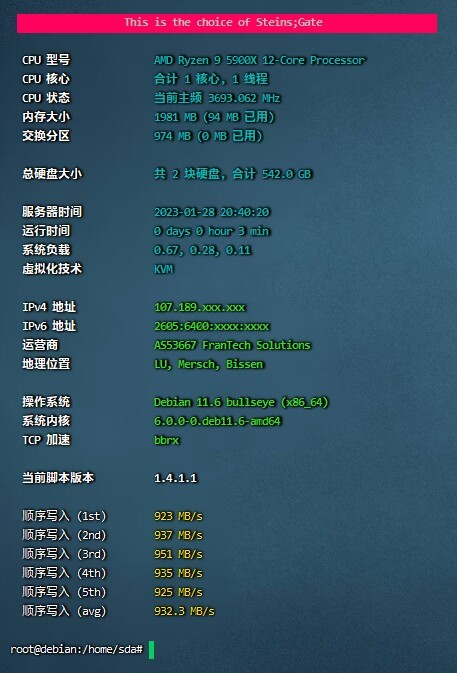 This is the choice of Steins;Gate
CPU 型号 AMD Ryzen 9 5900X 12-Core Processor
CPU 核心 合计 1 核心, 1 线程
CPU 状态 当前主频 3693.062 MHz
内存大小 1981 MB (94 MB 已用)
交换分区 974 MB (0 MB 已用)
总硬盘大小 共 2 块硬盘, 合计 542.0 GB
服务器时间 2023-01-28 20:40:20
运行时间 0 days 0 hour 3 min
系统负载 0.67, 0.28, 0.11
虚拟化技术 KVM
IPv4 地址 107.189.xxx.xxx
IPv6 地址 2605:6400:xxxx:xxxx
运营商 AS53667 FranTech Solutions
地理位置 LU, Mersch, Bissen
操作系统 Debian 11.6 bullseye (x86_64)
系统内核 6.0.0-0.deb11.6-amd64
TCP 加速 bbrx
当前脚本版本 1.4.1.1
顺序写入 (1st) 923 MB/s
顺序写入 (2nd) 937 MB/s
顺序写入 (3rd) 951 MB/s
顺序写入 (4th) 935 MB/s
顺序写入 (5th) 925 MB/s
顺序写入 (avg) 932.3 MB/s
root@debian:/home/sda#